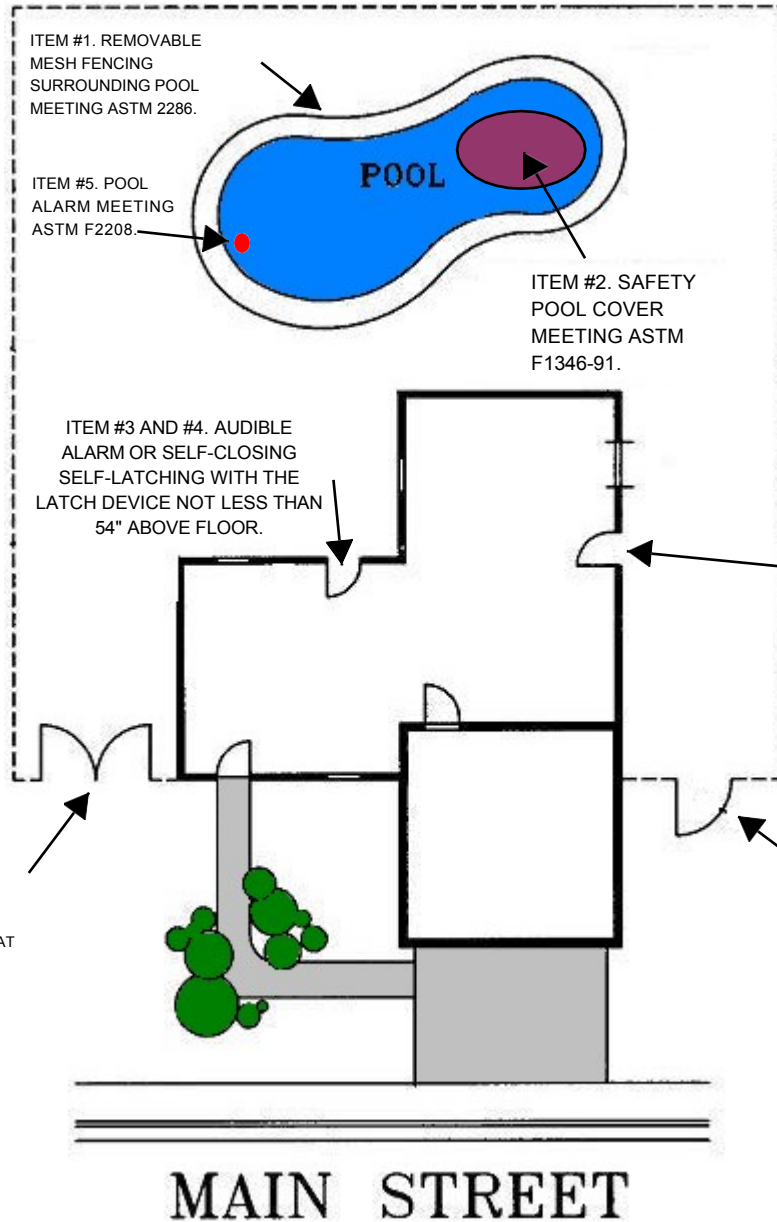 ITEM #1. REMOVABLE
MESH FENCING
SURROUNDING POOL
MEETING ASTM 2286.
POOL
ITEM #5. POOL
ALARM MEETING
ASTM F2208.
ITEM #2. SAFETY
POOL COVER
MEETING ASTM
F1346-91.
ITEM #3 AND #4. AUDIBLE
ALARM OR SELF-CLOSING
SELF-LATCHING WITH THE
LATCH DEVICE NOT LESS THAN
54" ABOVE FLOOR.
AT
MAIN STREET